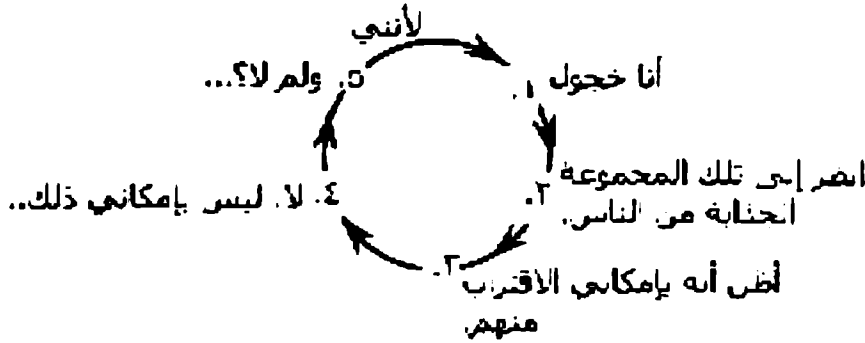 لأنني
١. أنا خجول
٢. انضر إلى تلك المجموعة
الجذابة من الناس.
٣. أظن أنه بإمكاني الاقتراب
منهم.
٤. لا. ليس بإمكاني ذلك..
٥. ولم لا؟...